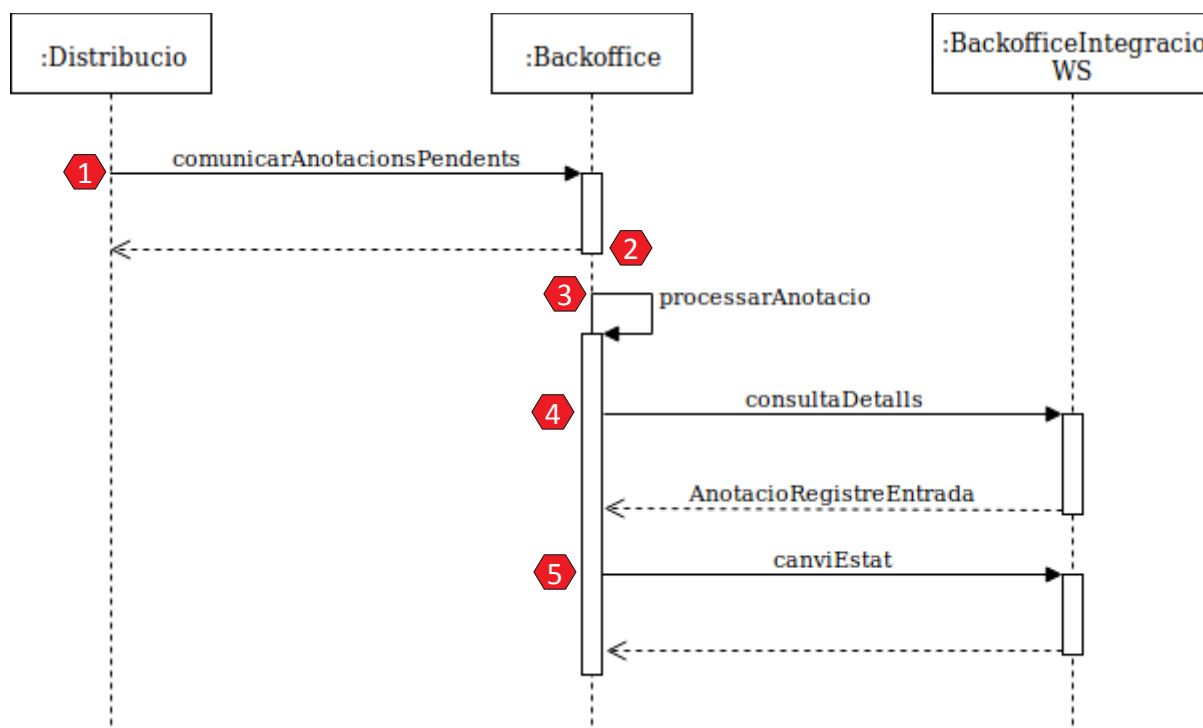 :Distribucio
:Backoffice
:BackofficeIntegracio
WS
1
comunicarAnotacionsPendents
2
3
processarAnotacio
4
consultaDetalls
AnotacioRegistreEntrada
5
canviEstat